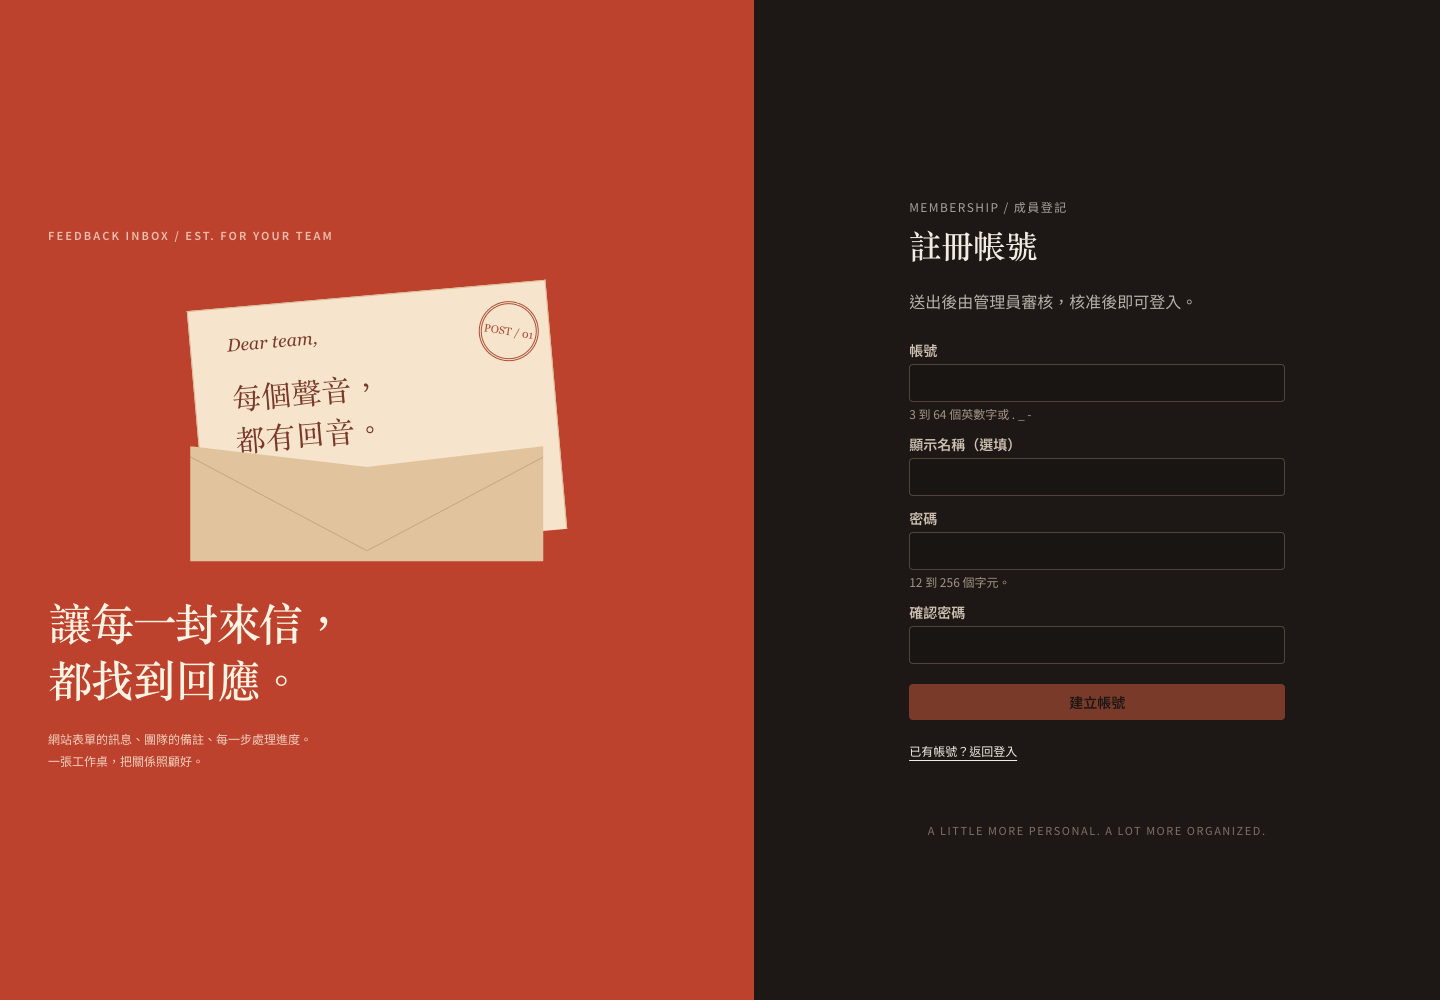 FEEDBACK INBOX / EST. FOR YOUR TEAM
Dear team,
POST / 01
每個聲音，
都有回音。
讓每一封來信，
都找到回應。
網站表單的訊息、團隊的備註、每一步處理進度。
一張工作桌，把關係照顧好。
MEMBERSHIP / 成員登記
註冊帳號
送出後由管理員審核，核准後即可登入。
帳號
3 到 64 個英數字或 . _ -
顯示名稱（選填）
密碼
12 到 256 個字元。
確認密碼
建立帳號
已有帳號？返回登入
A LITTLE MORE PERSONAL. A LOT MORE ORGANIZED.